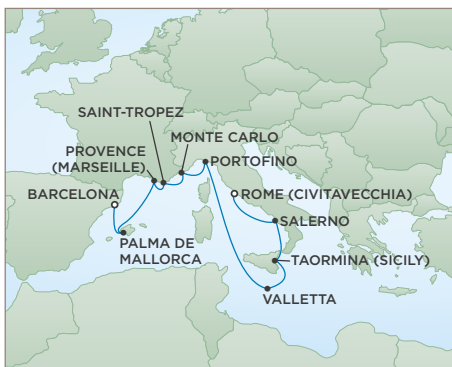 SAINT-TROPEZ
MONTE CARLO
PROVENCE
(MARSEILLE)
PORTOFINO
BARCELONA
ROME (CIVITAVECCHIA)
SALERNO
PALMA DE
MALLORCA
TAORMINA (SICILY)
VALLETTA